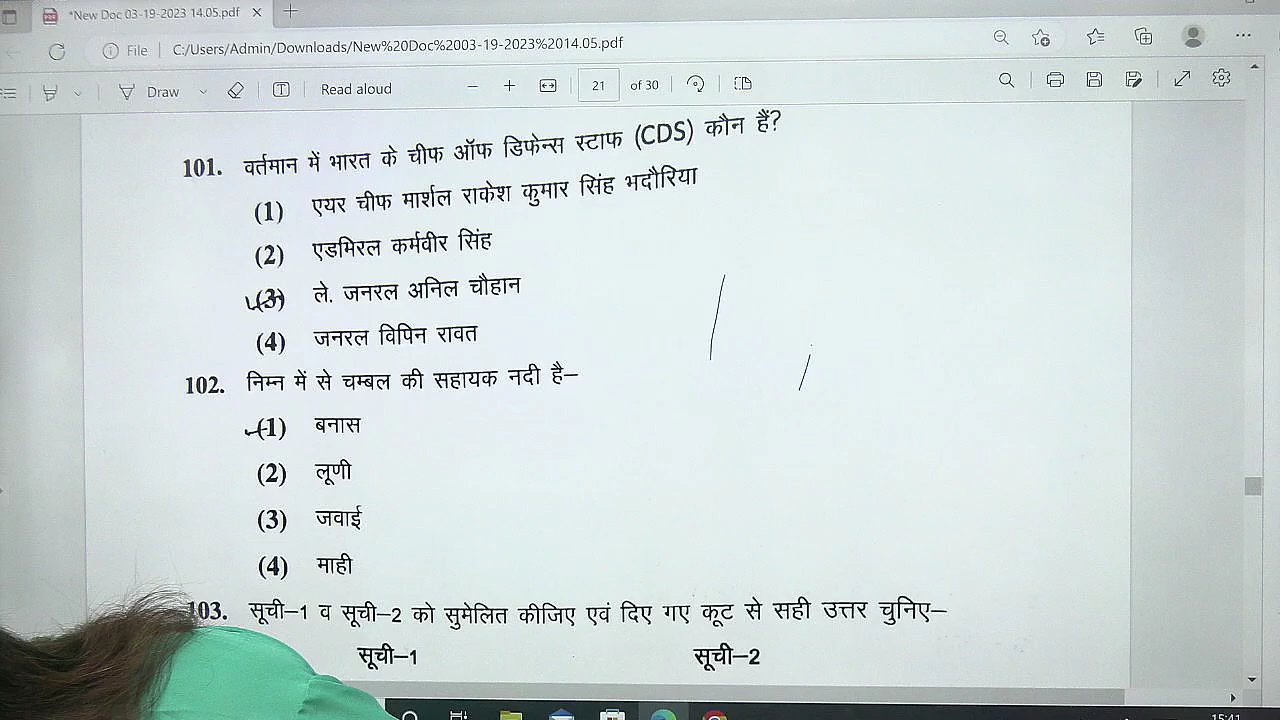 *New Doc 03-19-2023 14.05.pdf
File C:/Users/Admin/Downloads/New%20Doc%2003-19-2023%2014.05.pdf
Draw Read aloud 21 of 30
101. वर्तमान में भारत के चीफ ऑफ डिफेन्स स्टाफ (CDS) कौन हैं?
(1) एयर चीफ मार्शल राकेश कुमार सिंह भदौरिया
(2) एडमिरल कर्मवीर सिंह
(3) ले. जनरल अनिल चौहान
(4) जनरल विपिन रावत
102. निम्न में से चम्बल की सहायक नदी है–
(1) बनास
(2) लूणी
(3) जवाई
(4) माही
103. सूची–1 व सूची–2 को सुमेलित कीजिए एवं दिए गए कूट से सही उत्तर चुनिए–
सूची–1 सूची–2
15:41